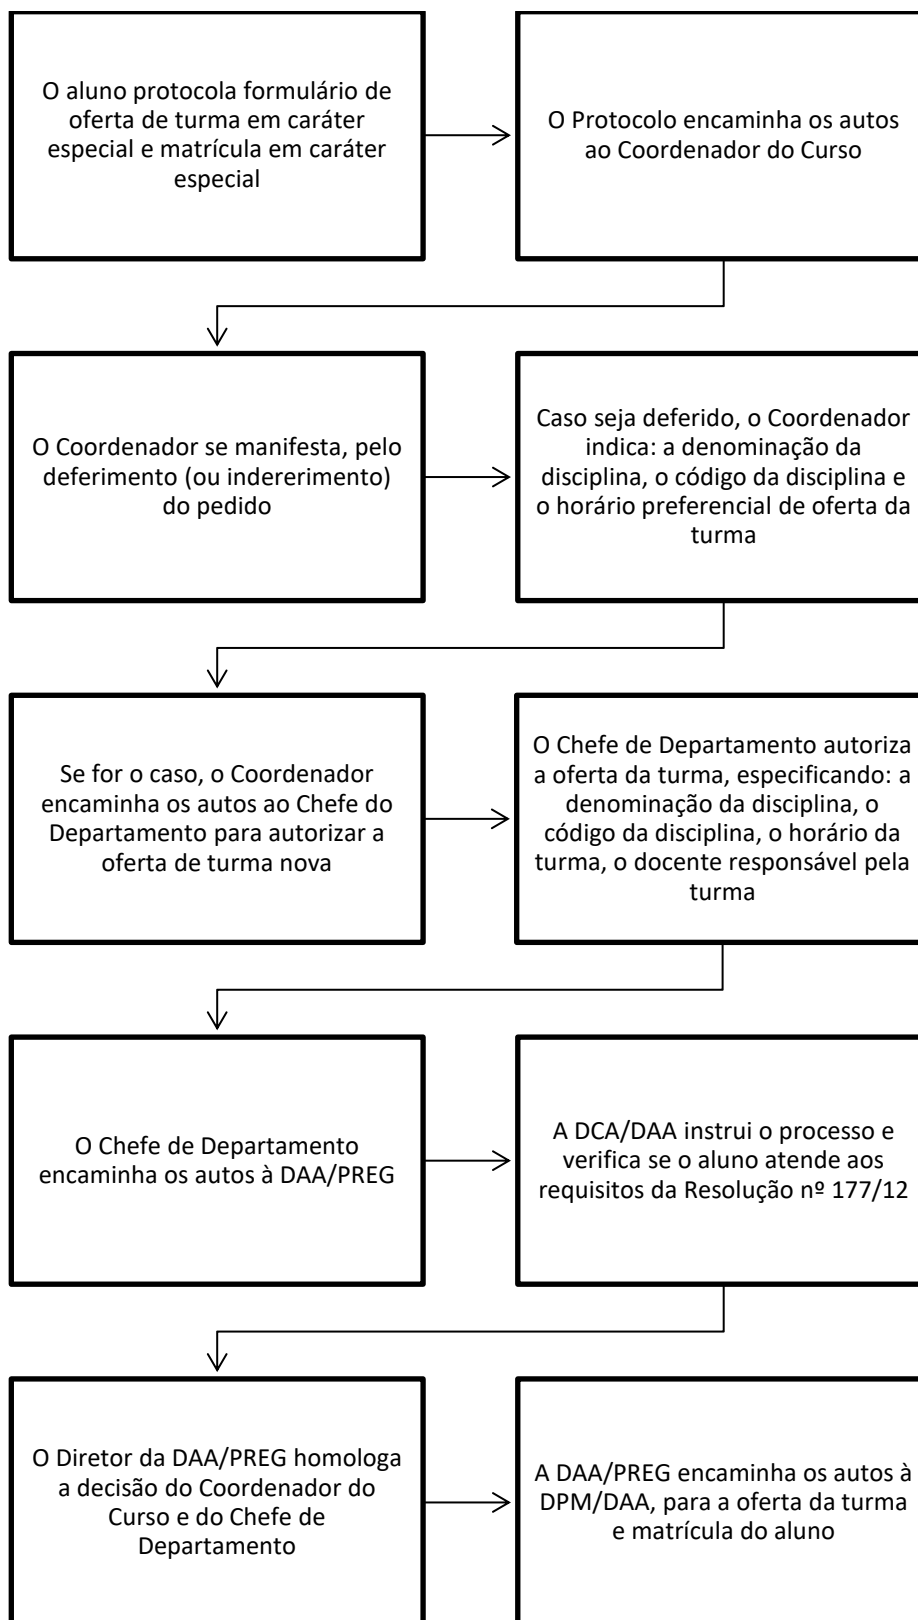 O aluno protocola formulário de
oferta de turma em caráter
especial e matrícula em caráter
especial
O Protocolo encaminha os autos
ao Coordenador do Curso
O Coordenador se manifesta, pelo
deferimento (ou indererimento)
do pedido
Caso seja deferido, o Coordenador
indica: a denominação da
disciplina, o código da disciplina e
o horário preferencial de oferta da
turma
Se for o caso, o Coordenador
encaminha os autos ao Chefe do
Departamento para autorizar a
oferta de turma nova
O Chefe de Departamento autoriza
a oferta da turma, especificando: a
denominação da disciplina, o
código da disciplina, o horário da
turma, o docente responsável pela
turma
O Chefe de Departamento
encaminha os autos à DAA/PREG
A DCA/DAA instrui o processo e
verifica se o aluno atende aos
requisitos da Resolução nº 177/12
O Diretor da DAA/PREG homologa
a decisão do Coordenador do
Curso e do Chefe de
Departamento
A DAA/PREG encaminha os autos à
DPM/DAA, para a oferta da turma
e matrícula do aluno